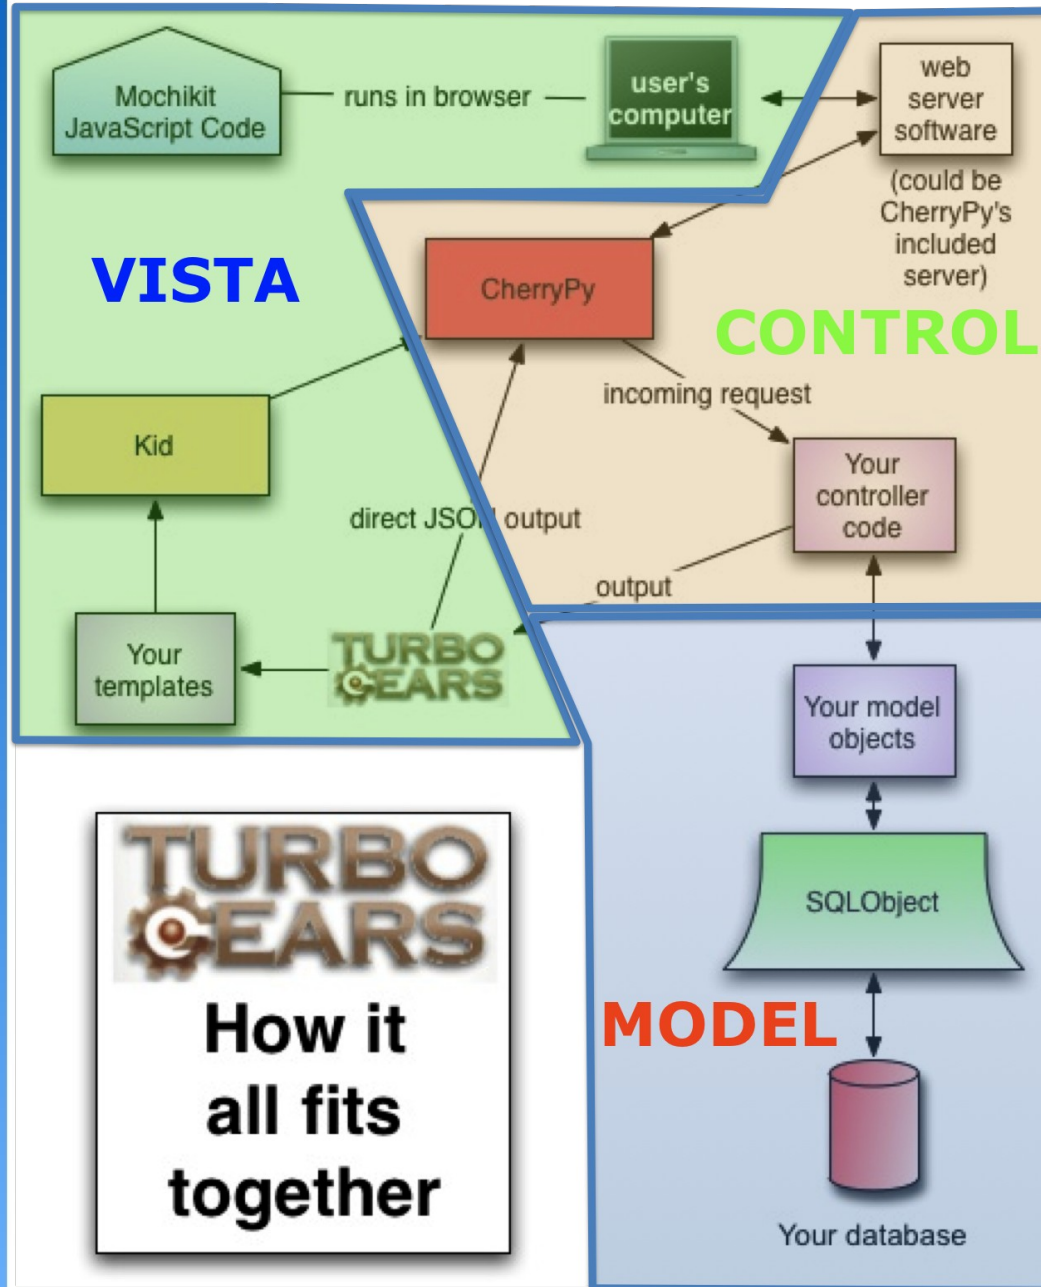 Mochikit
JavaScript Code
runs in browser
user's
computer
web
server
software
(could be
CherryPy's
included
server)
VISTA
CherryPy
CONTROL
incoming request
Kid
Your
controller
code
direct JSON output
output
Your
templates
TURBO
GEARS
Your model
objects
TURBO
GEARS
How it
all fits
together
SQLObject
MODEL
Your database